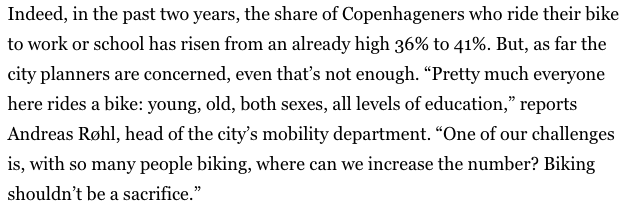 Indeed, in the past two years, the share of Copenhageners who ride their bike
to work or school has risen from an already high 36% to 41%. But, as far the
city planners are concerned, even that’s not enough. “Pretty much everyone
here rides a bike: young, old, both sexes, all levels of education,” reports
Andreas Røhl, head of the city’s mobility department. “One of our challenges
is, with so many people biking, where can we increase the number? Biking
shouldn’t be a sacrifice.”